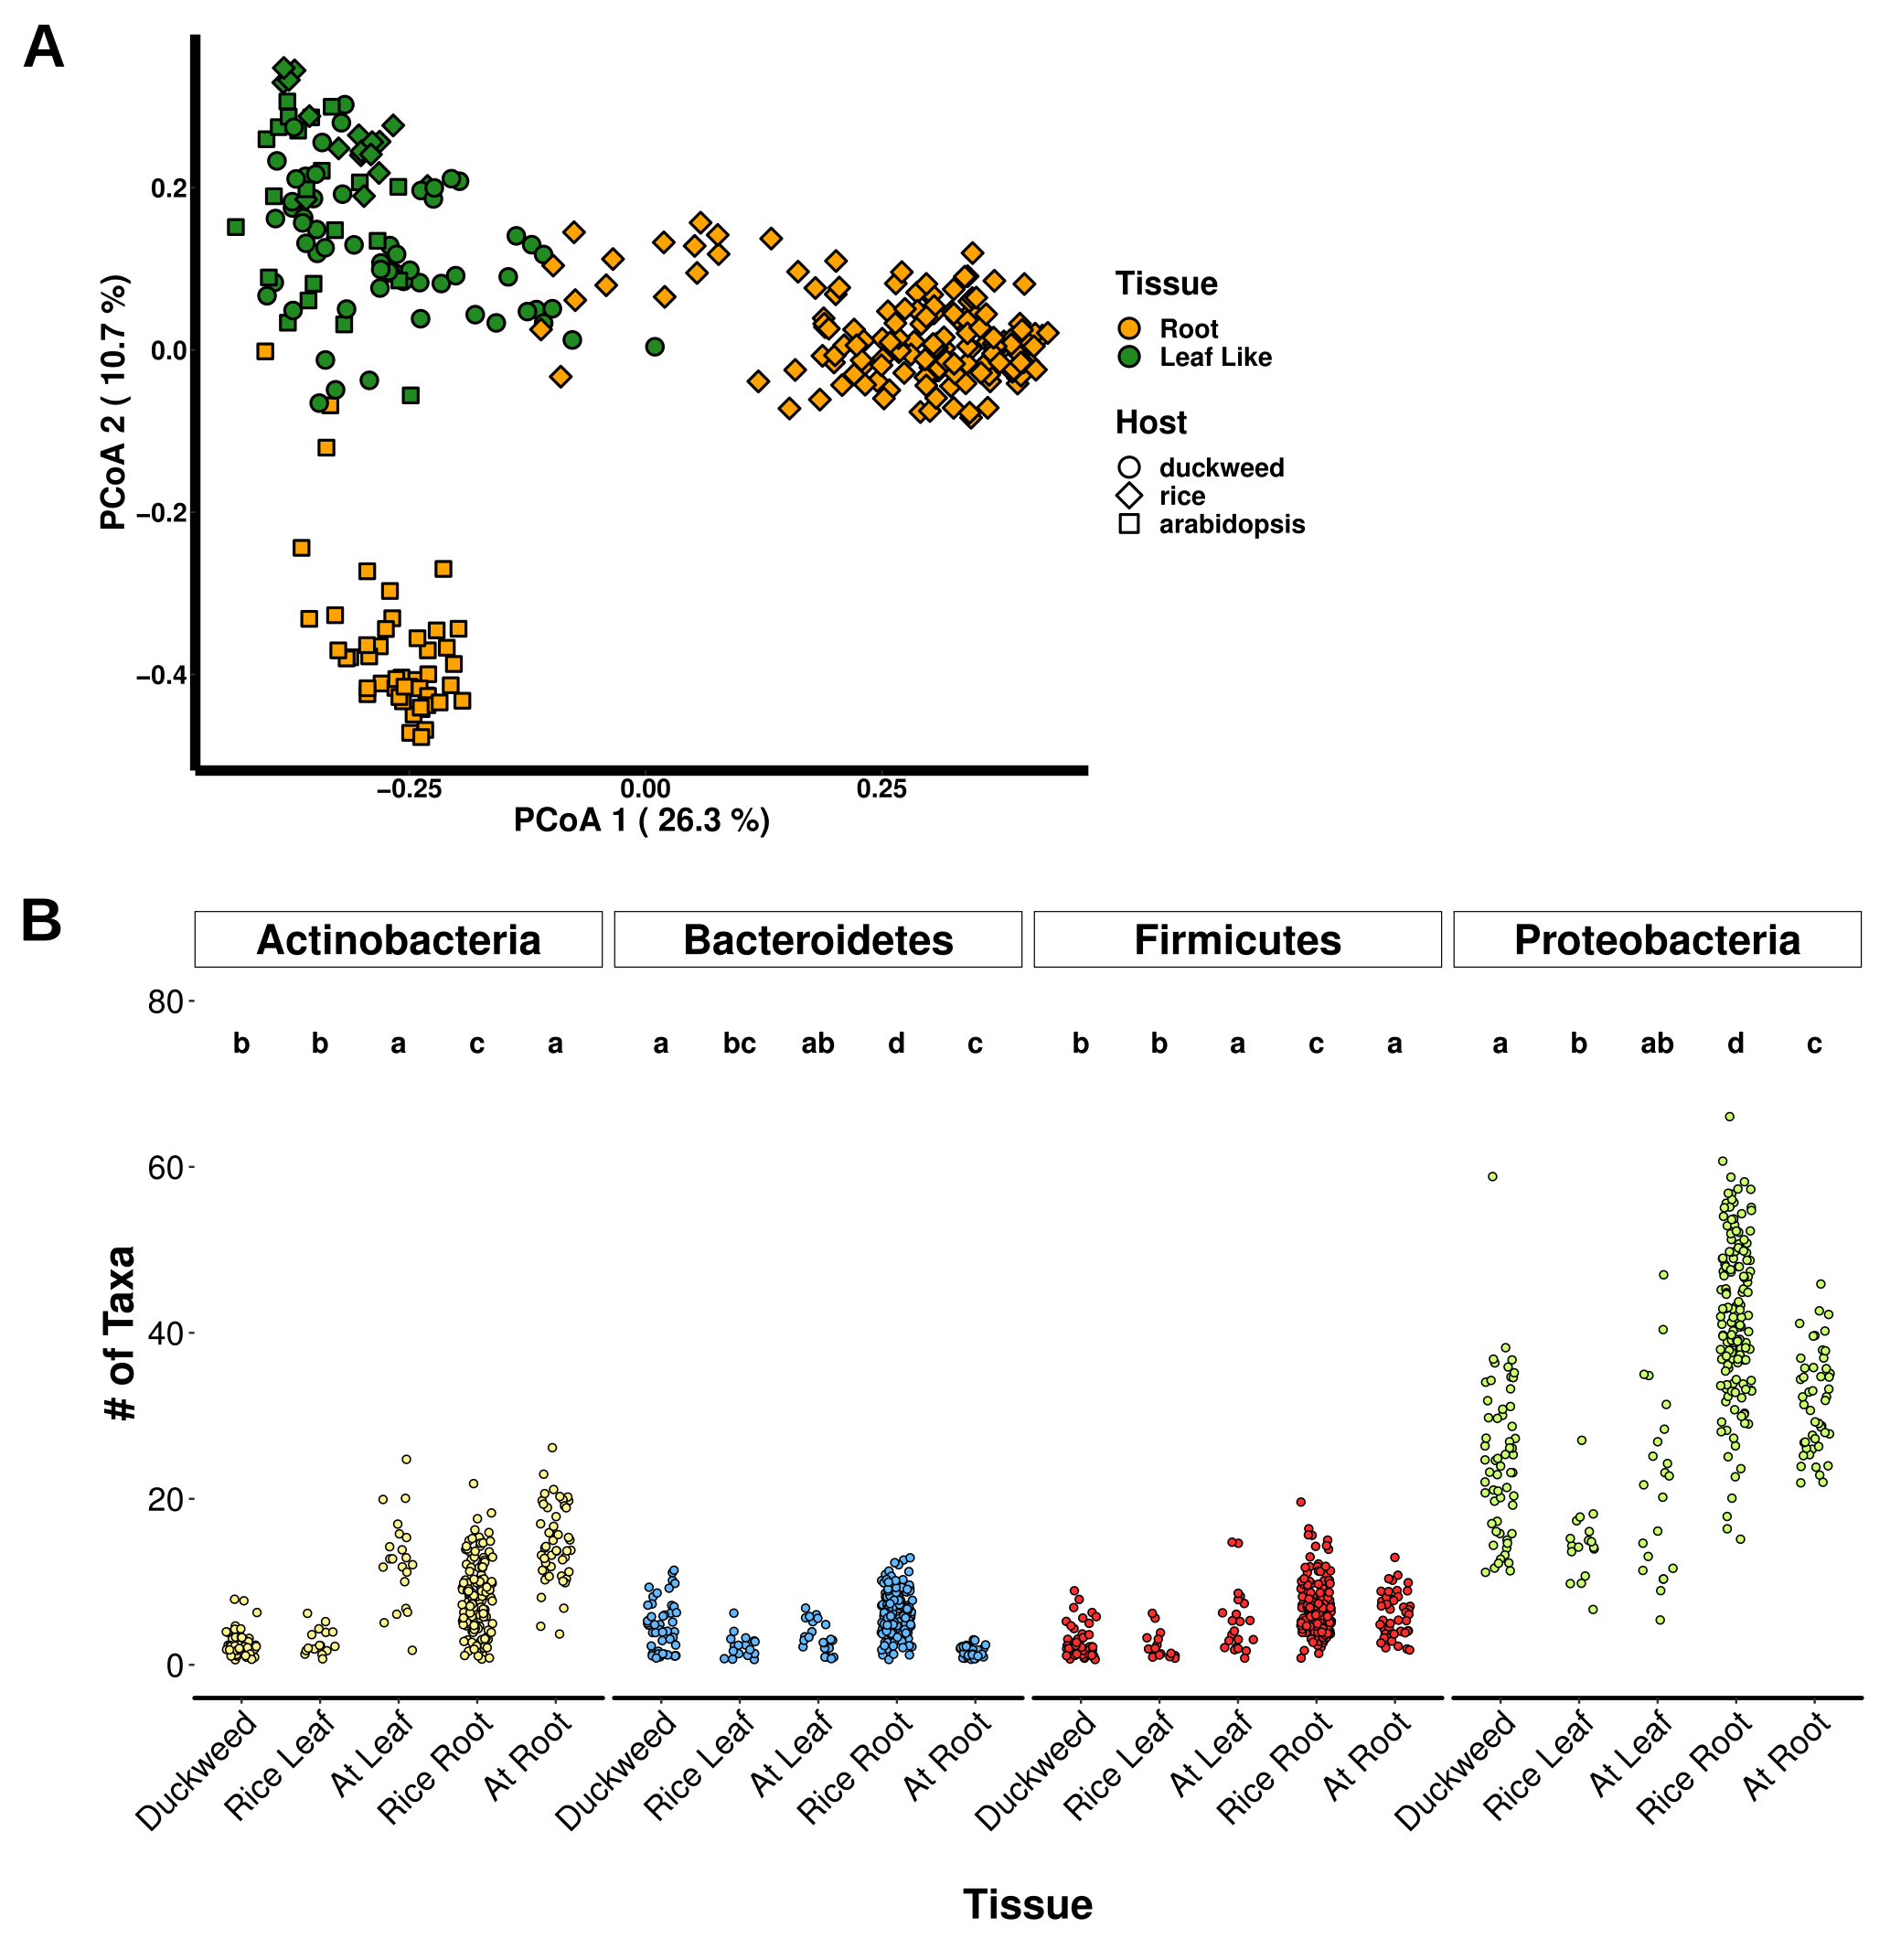 A
0.2
0.0
−0.2
−0.4
PCoA 2 ( 10.7 %)
−0.25 0.00 0.25
PCoA 1 ( 26.3 %)
Tissue
Root
Leaf Like
Host
duckweed
rice
arabidopsis
B
Actinobacteria Bacteroidetes Firmicutes Proteobacteria
80
b b a c a a bc ab d c b b a c a a b ab d c
60
40
20
0
# of Taxa
Duckweed Rice Leaf At Leaf Rice Root At Root Duckweed Rice Leaf At Leaf Rice Root At Root Duckweed Rice Leaf At Leaf Rice Root At Root Duckweed Rice Leaf At Leaf Rice Root At Root
Tissue